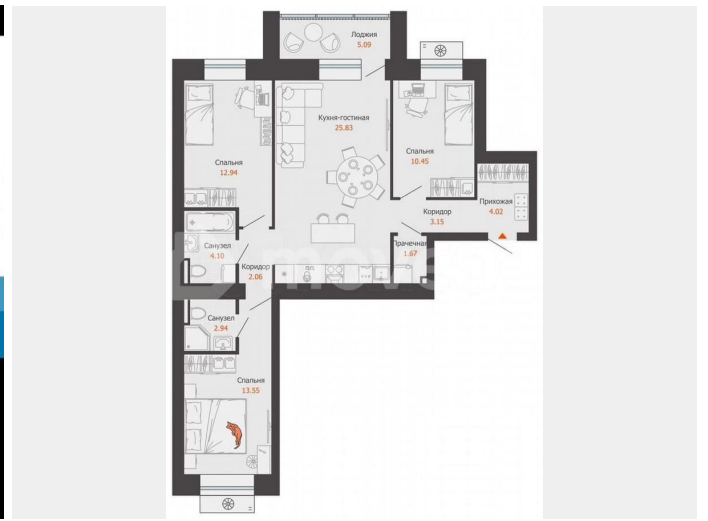 Лоджия
5.09
Кухня-гостиная
25.83
Спальня
12.94
Спальня
10.45
Прихожая
4.02
Коридор
3.15
Санузел
4.10
Прачечная
1.67
Коридор
2.06
Санузел
2.94
Спальня
13.55